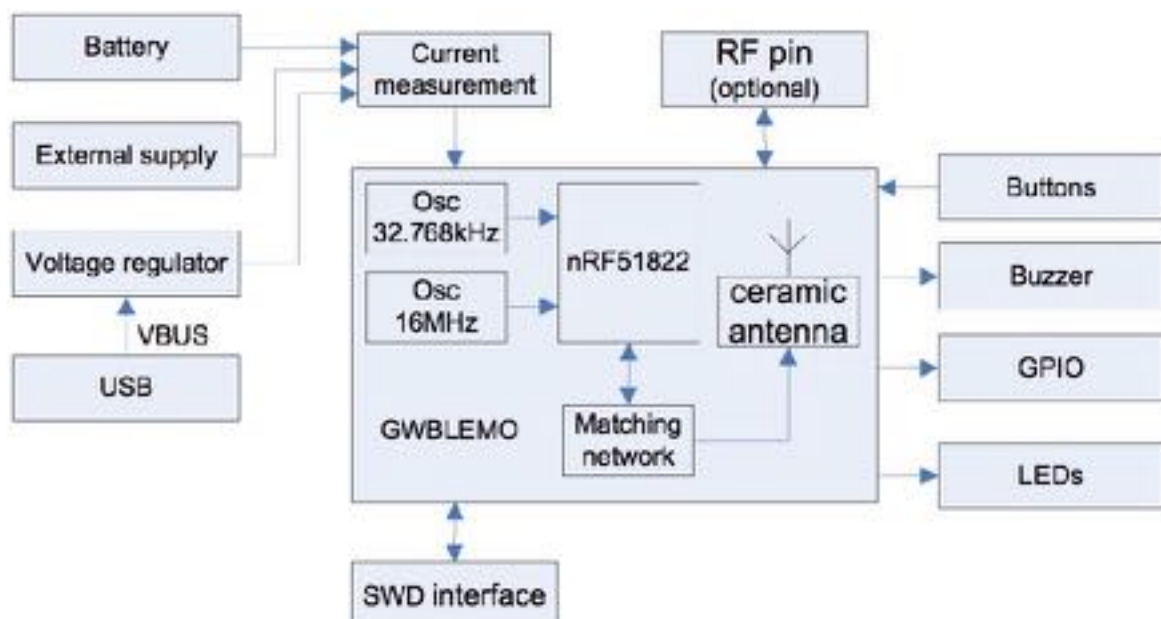 Battery
Current
measurement
RF pin
(optional)
External supply
Buttons
Osc
32.768kHz
nRF51822
Voltage regulator
Buzzer
Osc
16MHz
ceramic
antenna
VBUS
GPIO
USB
GWBLEMO
Matching
network
LEDs
SWD interface